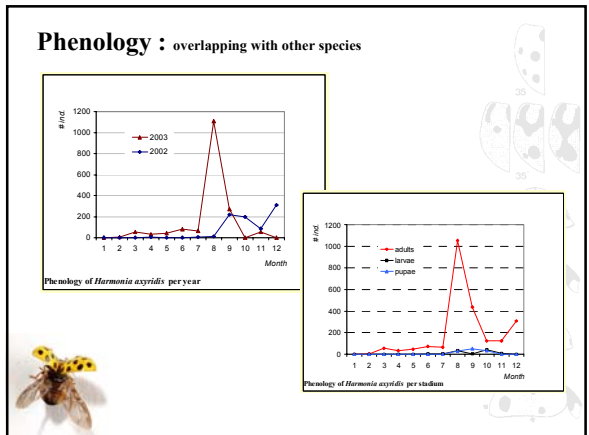 Phenology : overlapping with other species
# ind.
1200
1000
800
600
400
200
0
2003
2002
1 2 3 4 5 6 7 8 9 10 11 12
Month
Phenology of Harmonia axyridis per year
# ind.
1200
1000
800
600
400
200
0
adults
larvae
pupae
1 2 3 4 5 6 7 8 9 10 11 12
Month
Phenology of Harmonia axyridis per stadium
35
35